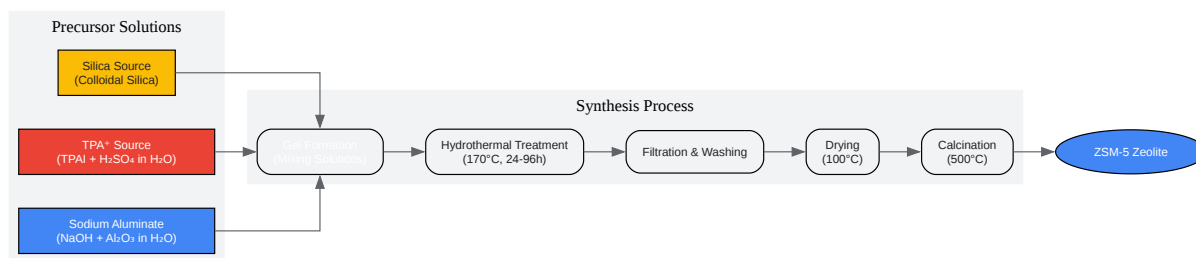 Precursor Solutions
Silica Source
(Colloidal Silica)
TPA⁺ Source
(TPAI + H₂SO₄ in H₂O)
Sodium Aluminate
(NaOH + Al₂O₃ in H₂O)
Synthesis Process
Gel Formation
(Mixing Solutions)
Hydrothermal Treatment
(170°C, 24-96h)
Filtration & Washing
Drying
(100°C)
Calcination
(500°C)
ZSM-5 Zeolite